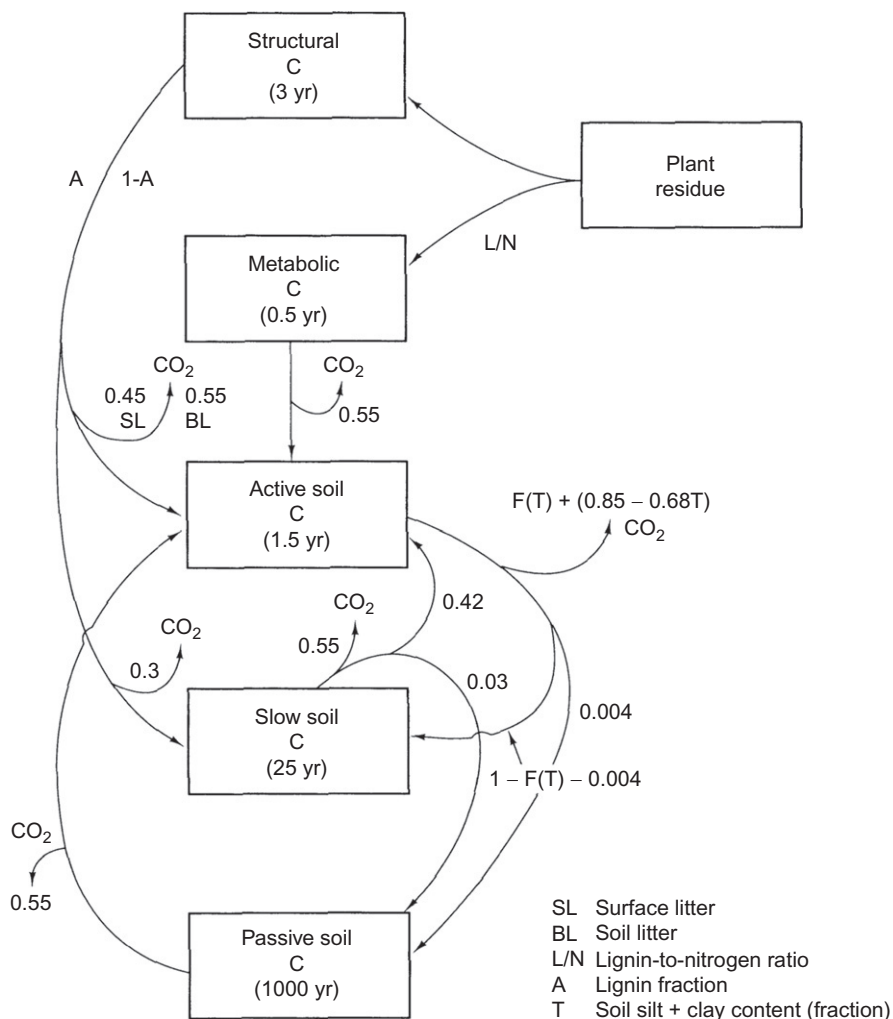 Structural
C
(3 yr)
Plant
residue
A
1-A
L/N
Metabolic
C
(0.5 yr)
CO₂
0.45
0.55
SL
BL
CO₂
0.55
Active soil
C
(1.5 yr)
F(T) + (0.85 – 0.68T)
CO₂
CO₂
0.3
CO₂
0.55
0.42
0.03
0.004
Slow soil
C
(25 yr)
1 – F(T) – 0.004
CO₂
0.55
Passive soil
C
(1000 yr)
SL Surface litter
BL Soil litter
L/N Lignin-to-nitrogen ratio
A Lignin fraction
T Soil silt + clay content (fraction)